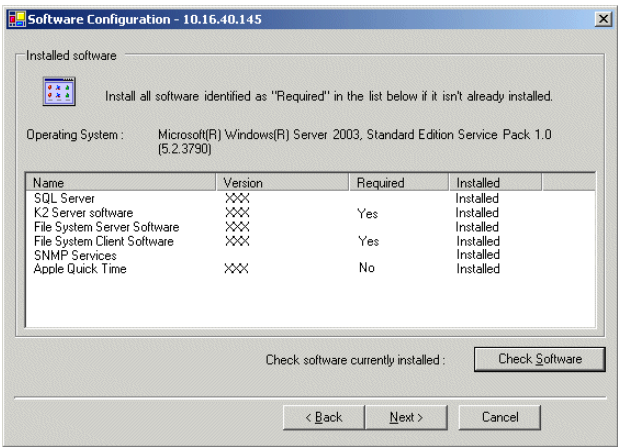 Software Configuration - 10.16.40.145
Installed software
Install all software identified as "Required" in the list below if it isn't already installed.
Operating System : Microsoft(R) Windows(R) Server 2003, Standard Edition Service Pack 1.0
(5.2.3790)
Name Version Required Installed
SQL Server XXX Installed
K2 Server software XXX Yes Installed
File System Server Software XXX Installed
File System Client Software XXX Yes Installed
SNMP Services Installed
Apple Quick Time XXX No Installed
Check software currently installed : Check Software
< Back Next > Cancel